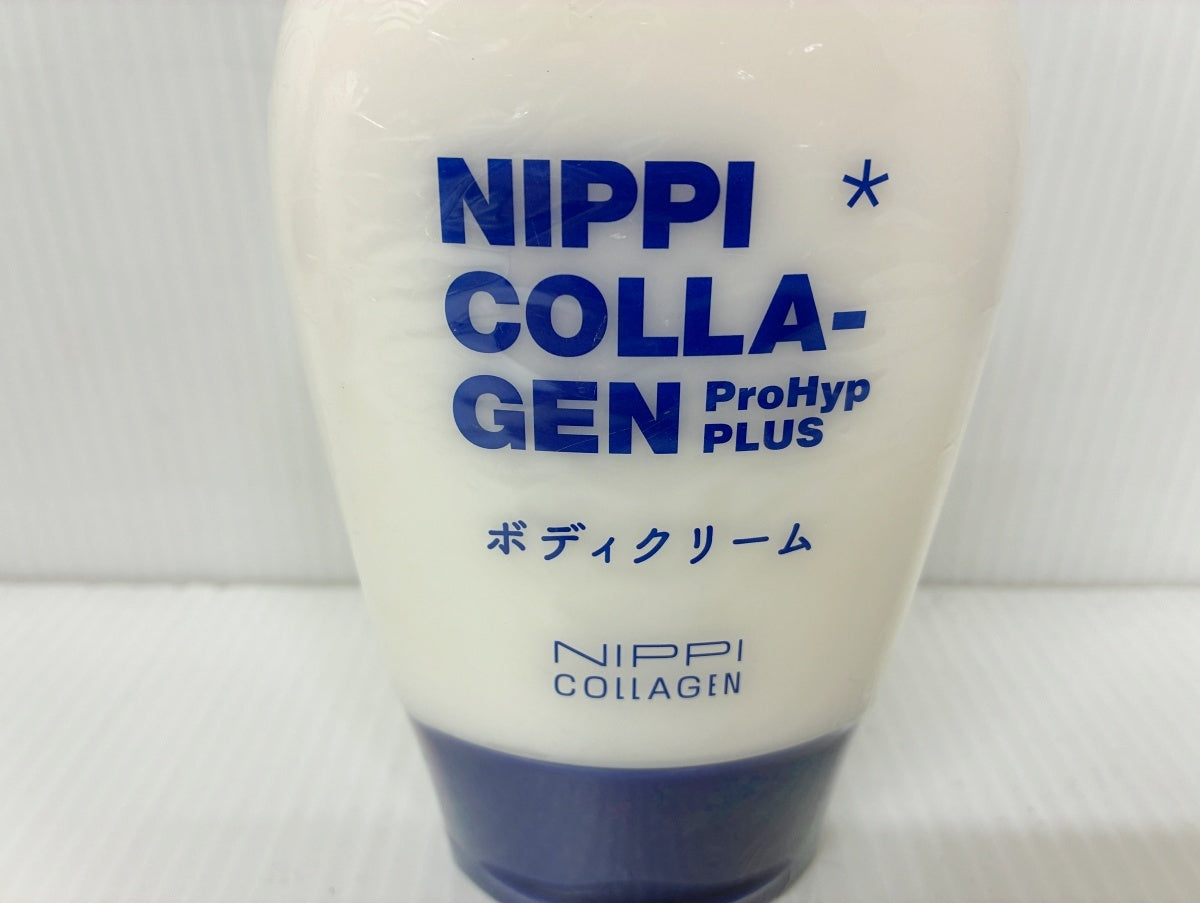 NIPPI *
COLLA-
GEN ProHyp
PLUS
ボディクリーム
NIPPI
COLLAGEN